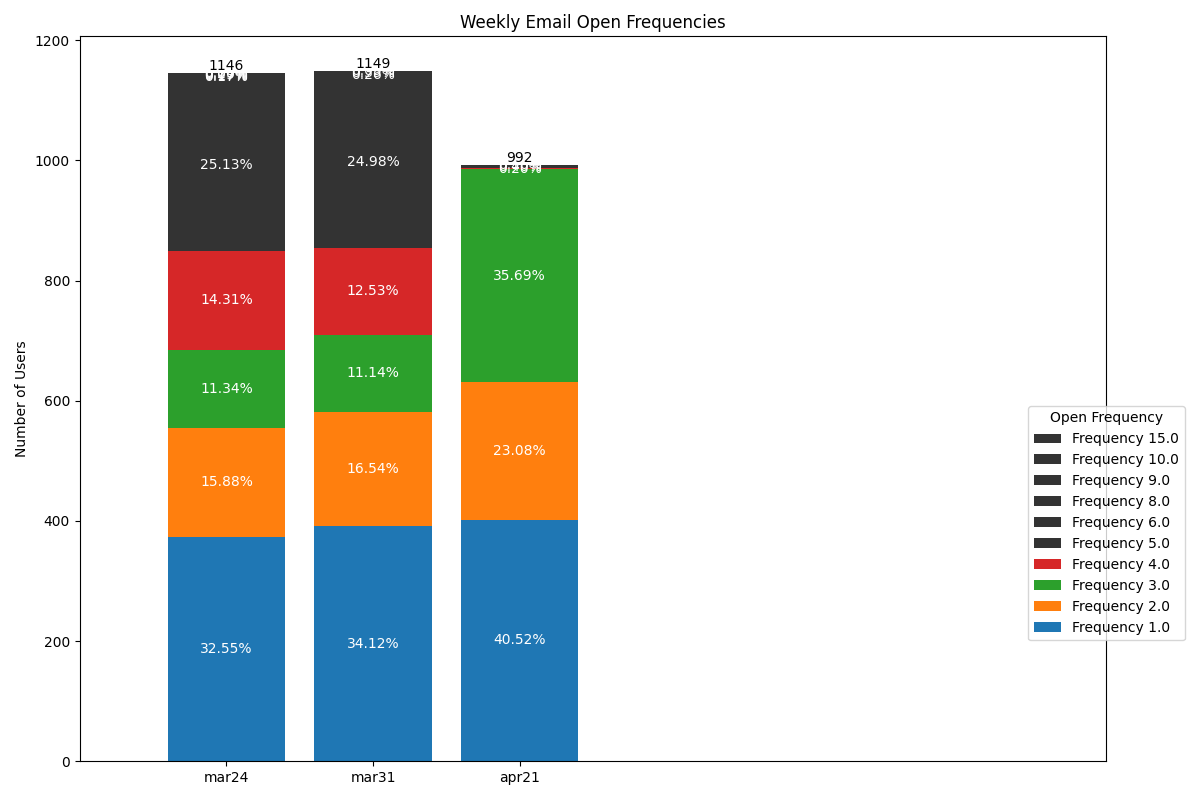 Weekly Email Open Frequencies
1200
1000
800
600
400
200
0
Number of Users
1146
25.13%
14.31%
11.34%
15.88%
32.55%
1149
24.98%
12.53%
11.14%
16.54%
34.12%
992
35.69%
23.08%
40.52%
mar24
mar31
apr21
Open Frequency
Frequency 15.0
Frequency 10.0
Frequency 9.0
Frequency 8.0
Frequency 6.0
Frequency 5.0
Frequency 4.0
Frequency 3.0
Frequency 2.0
Frequency 1.0